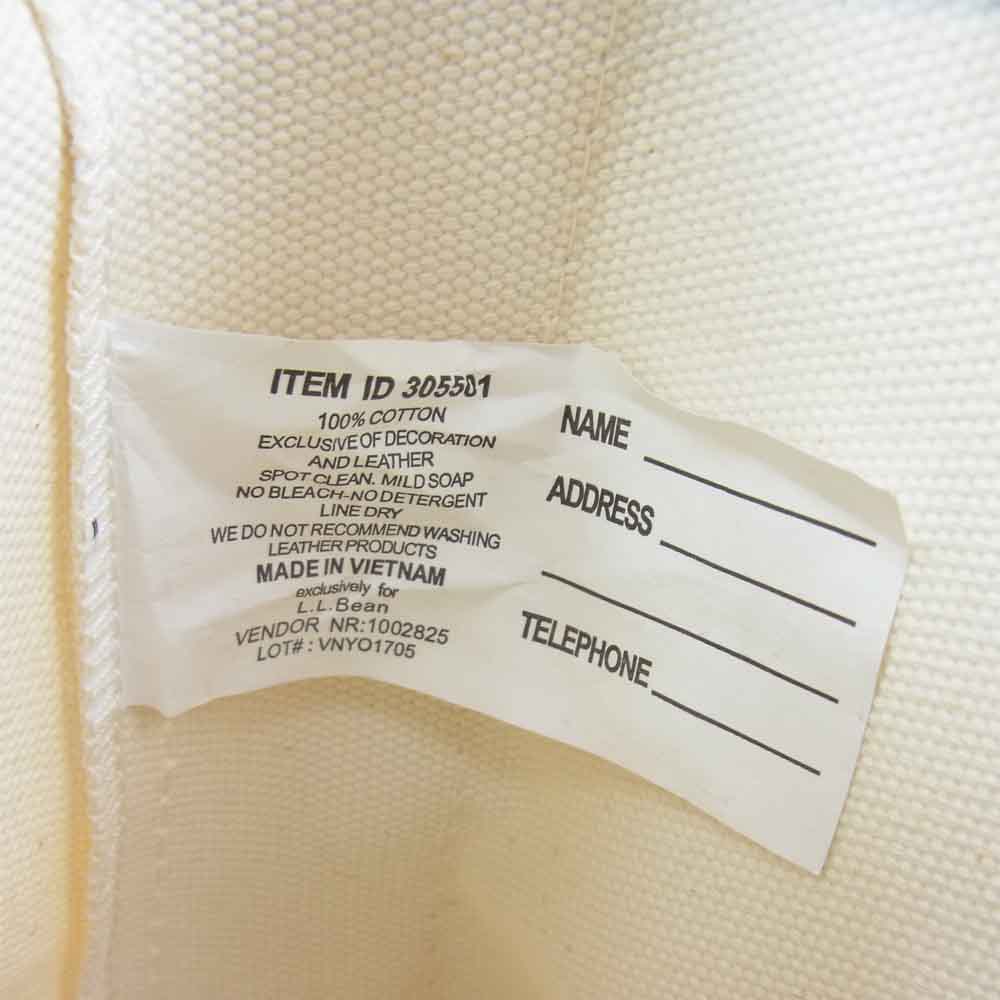 ITEM ID 305501
100% COTTON
EXCLUSIVE OF DECORATION
AND LEATHER
SPOT CLEAN. MILD SOAP
NO BLEACH-NO DETERGENT
LINE DRY
WE DO NOT RECOMMEND WASHING
LEATHER PRODUCTS
MADE IN VIETNAM
exclusively for
L.L.Bean
VENDOR NR:1002825
LOT# : VNYO1705
NAME
ADDRESS
TELEPHONE